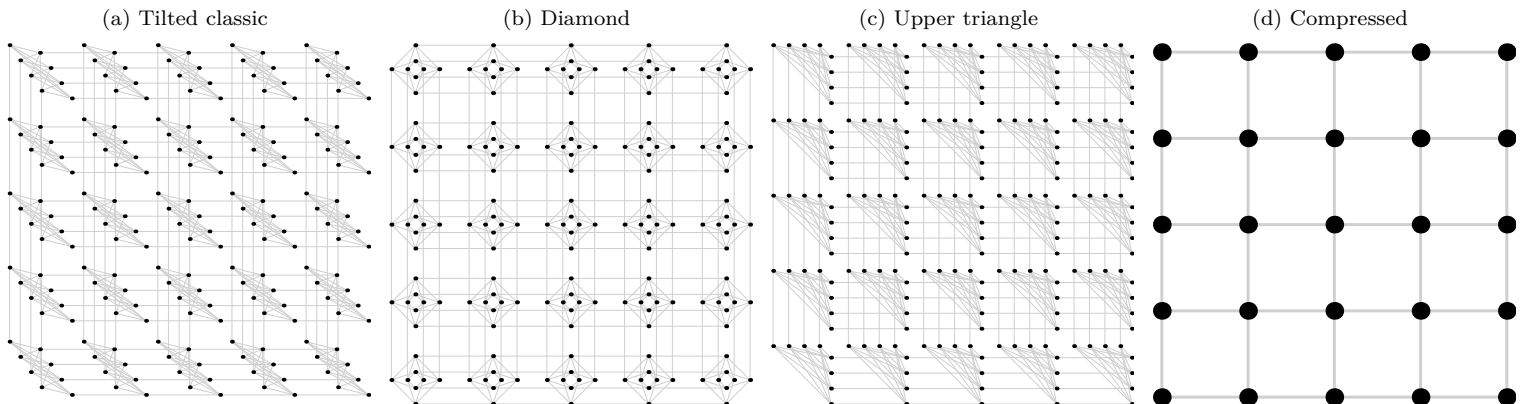 (a) Tilted classic
(b) Diamond
(c) Upper triangle
(d) Compressed